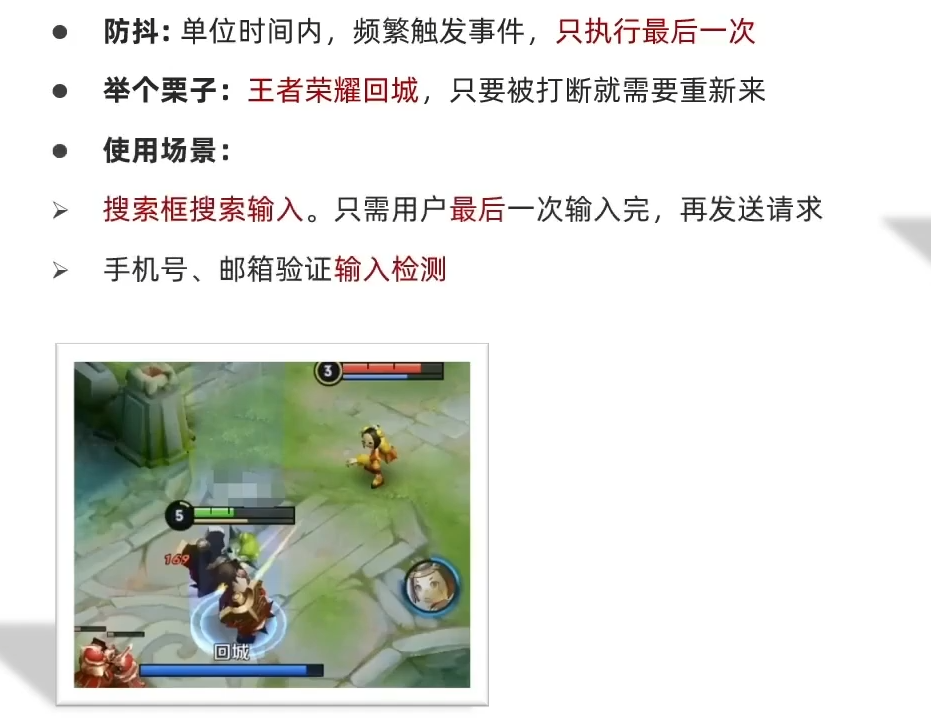 ● 防抖：单位时间内，频繁触发事件，只执行最后一次
● 举个栗子：王者荣耀回城，只要被打断就需要重新来
● 使用场景：
➢ 搜索框搜索输入。只需用户最后一次输入完，再发送请求
➢ 手机号、邮箱验证输入检测
3
5
169
回城